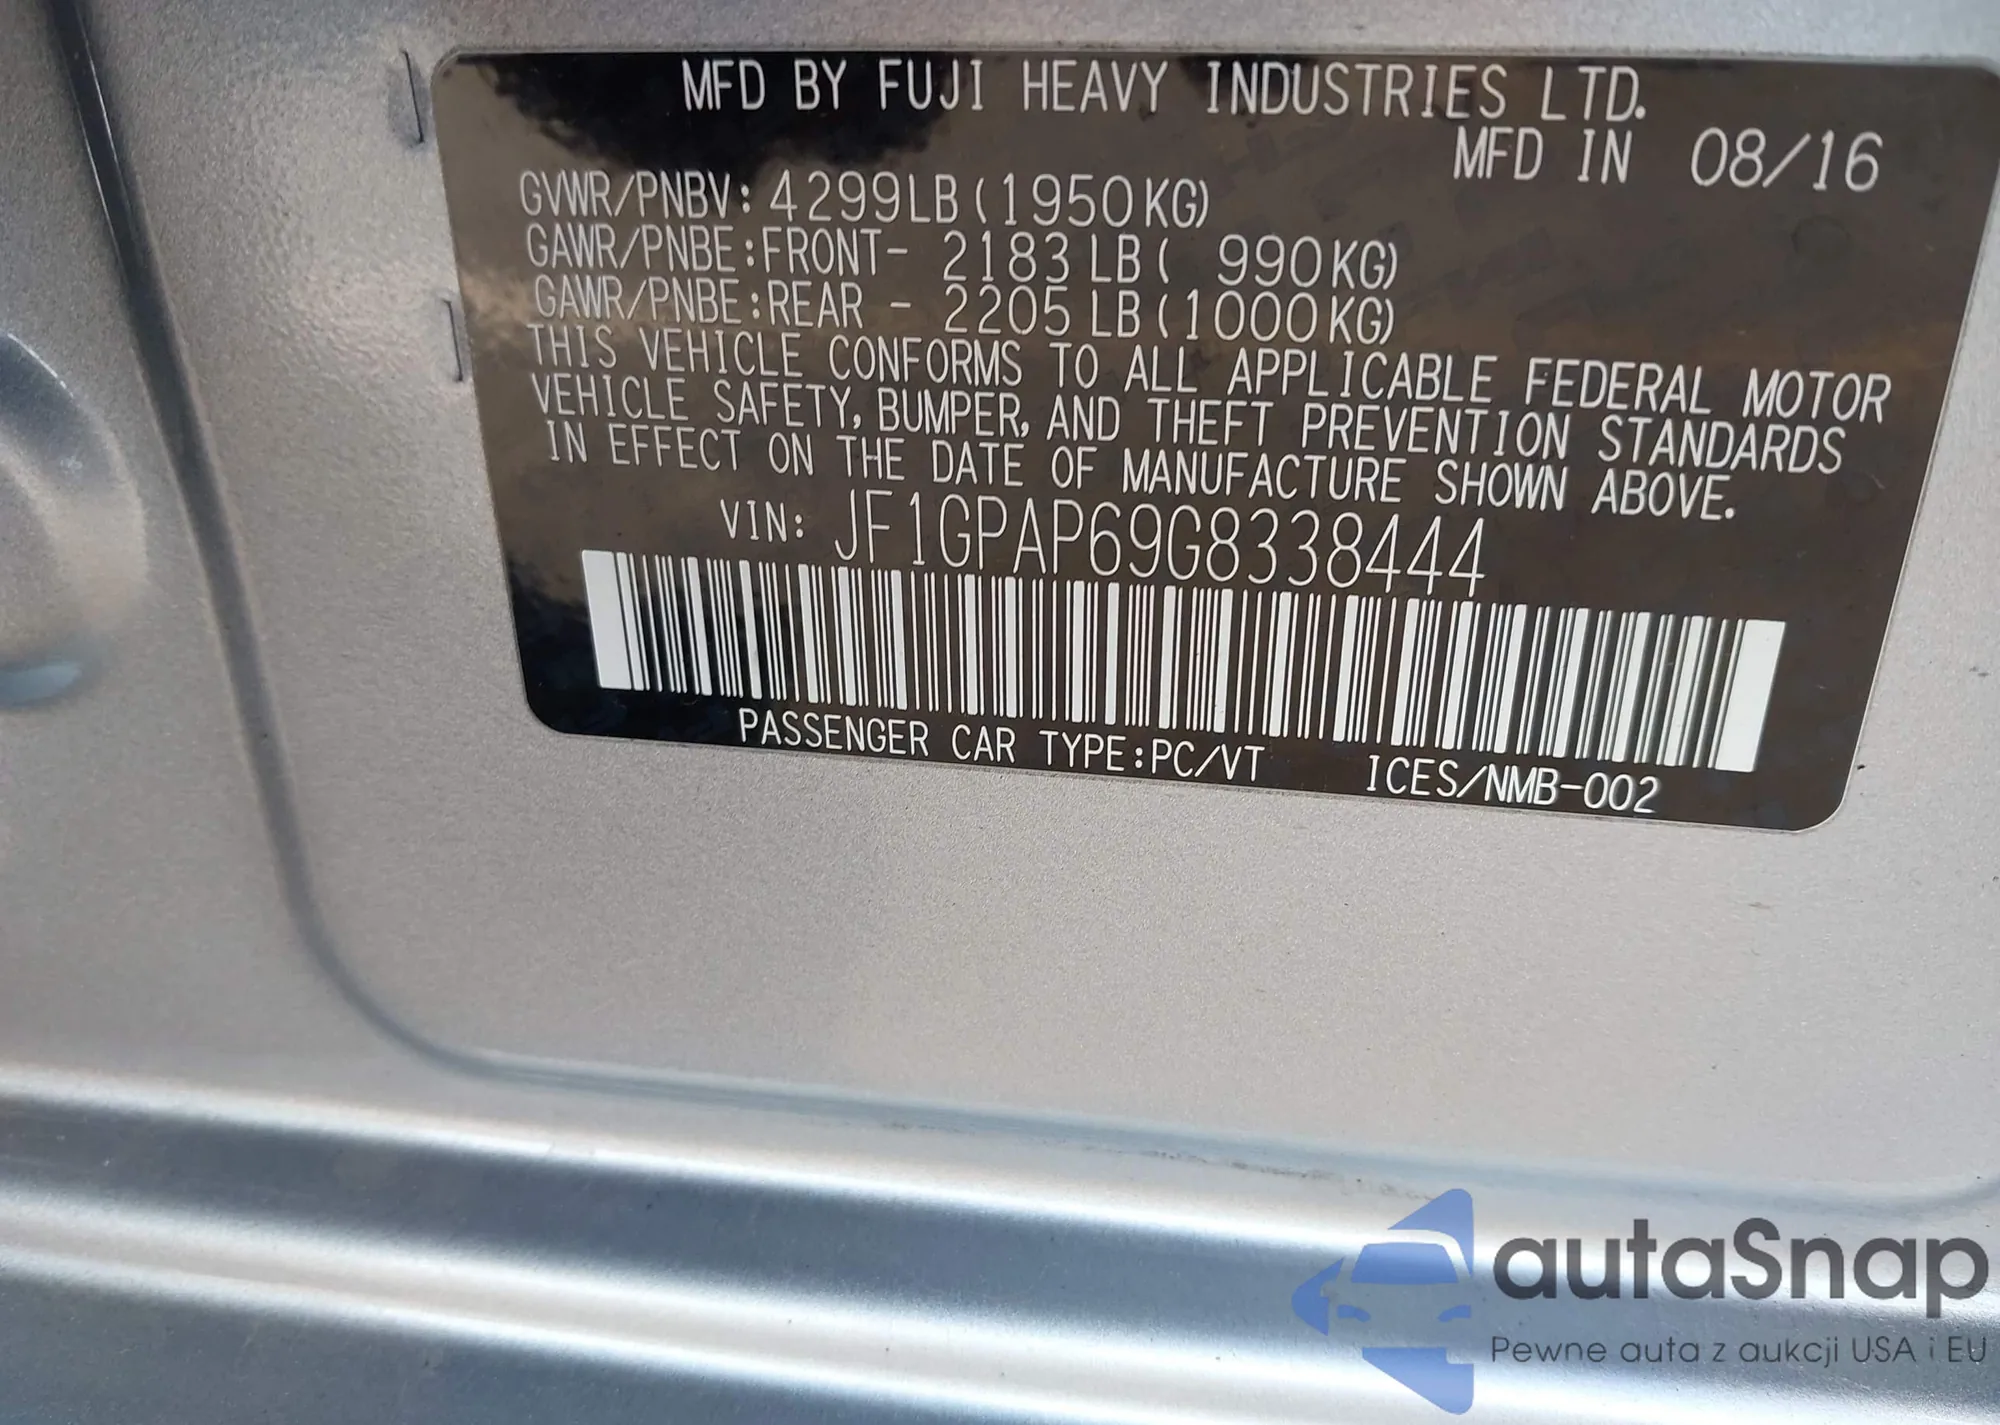 MFD BY FUJI HEAVY INDUSTRIES LTD.
MFD IN 08/16
GVWR/PNBV: 4299LB (1950KG)
GAWR/PNBE:FRONT- 2183 LB ( 990KG)
GAWR/PNBE:REAR - 2205 LB (1000KG)
THIS VEHICLE CONFORMS TO ALL APPLICABLE FEDERAL MOTOR
VEHICLE SAFETY, BUMPER, AND THEFT PREVENTION STANDARDS
IN EFFECT ON THE DATE OF MANUFACTURE SHOWN ABOVE.
VIN: JF1GPAP69G8338444
PASSENGER CAR TYPE:PC/VT ICES/NMB-002
autaSnap
Pewne auta z aukcji USA i EU